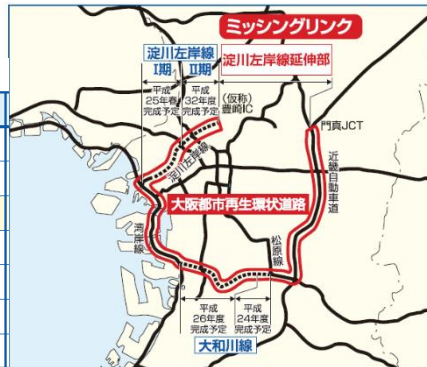 ミッシングリンク
淀川左岸線
Ⅰ期
Ⅱ期
淀川左岸線延伸部
平成
25年春
完成予定
平成
32年度
完成予定
(仮称)
豊崎IC
門真JCT
淀川左岸線
近畿自動車道
大阪都市再生環状道路
湾岸線
松原線
平成
26年度
完成予定
平成
24年度
完成予定
大和川線